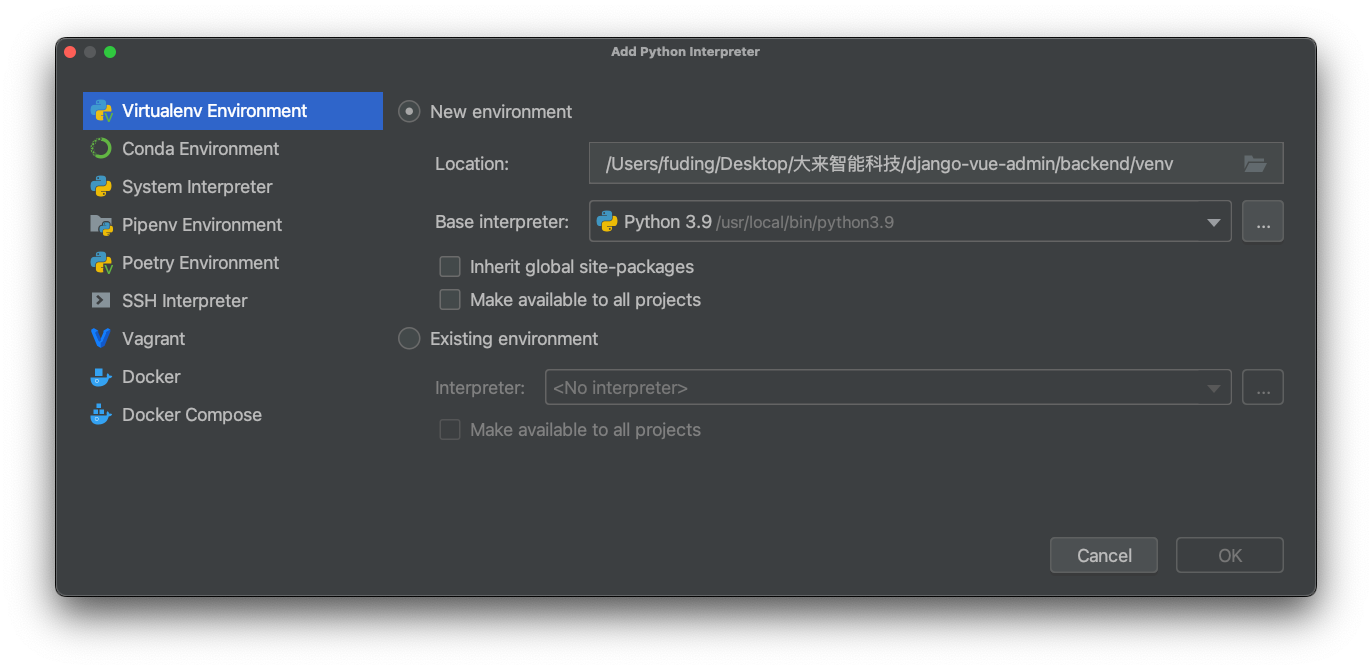 Add Python Interpreter
Virtualenv Environment
Conda Environment
System Interpreter
Pipenv Environment
Poetry Environment
SSH Interpreter
Vagrant
Docker
Docker Compose
New environment
Location: /Users/fuding/Desktop/大来智能科技/django-vue-admin/backend/venv
Base interpreter: Python 3.9 /usr/local/bin/python3.9 ...
Inherit global site-packages
Make available to all projects
Existing environment
Interpreter: <No interpreter> ...
Make available to all projects
Cancel OK